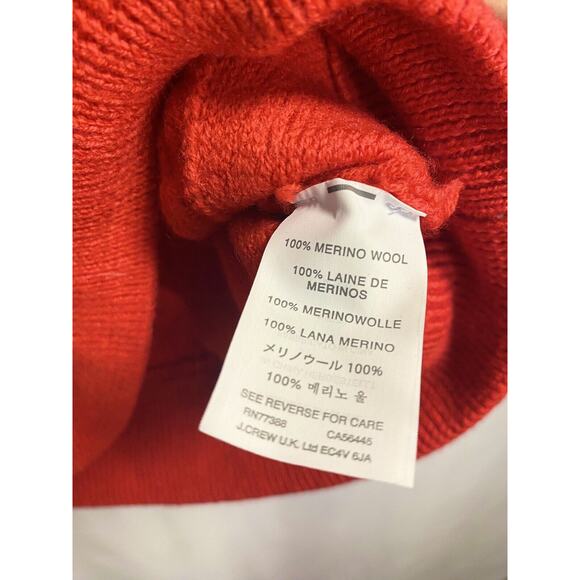 100% MERINO WOOL
100% LAINE DE
MERINOS
100% MERINOWOLLE
100% LANA MERINO
メリノウール 100%
100% 메리노 울
SEE REVERSE FOR CARE
RN77388 CA56445
J.CREW U.K. Ltd EC4V 6JA